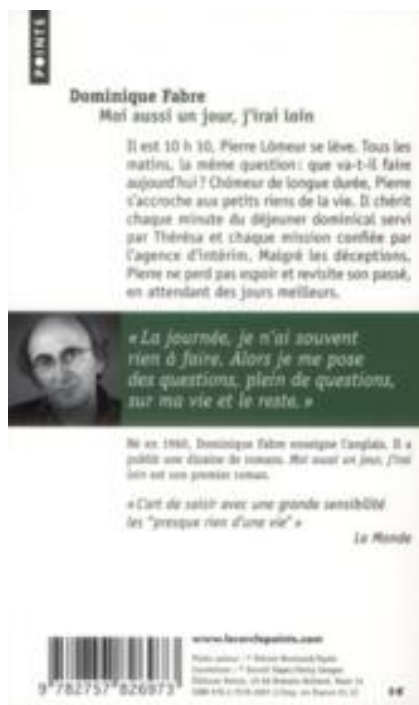 POINTS
Dominique Fabre
Moi aussi un jour, j'irai loin
Il est 10 h 10, Pierre Lômeur se lève. Tous les
matins, la même question : que va-t-il faire
aujourd'hui ? Chômeur de longue durée, Pierre
s'accroche aux petits riens de la vie. Il chérit
chaque minute du déjeuner dominical servi
par Thérésa et chaque mission confiée par
l'agence d'intérim. Malgré les déceptions,
Pierre ne perd pas espoir et revisite son passé,
en attendant des jours meilleurs.
« La journée, je n'ai souvent
rien à faire. Alors je me pose
des questions, plein de questions,
sur ma vie et le reste. »
Né en 1960, Dominique Fabre enseigne l'anglais. Il a
publié une dizaine de romans. Moi aussi un jour, j'irai
loin est son premier roman.
« L'art de saisir avec une grande sensibilité
les "presque rien d'une vie" »
Le Monde
www.lecerclepoints.com
9 782757 826973